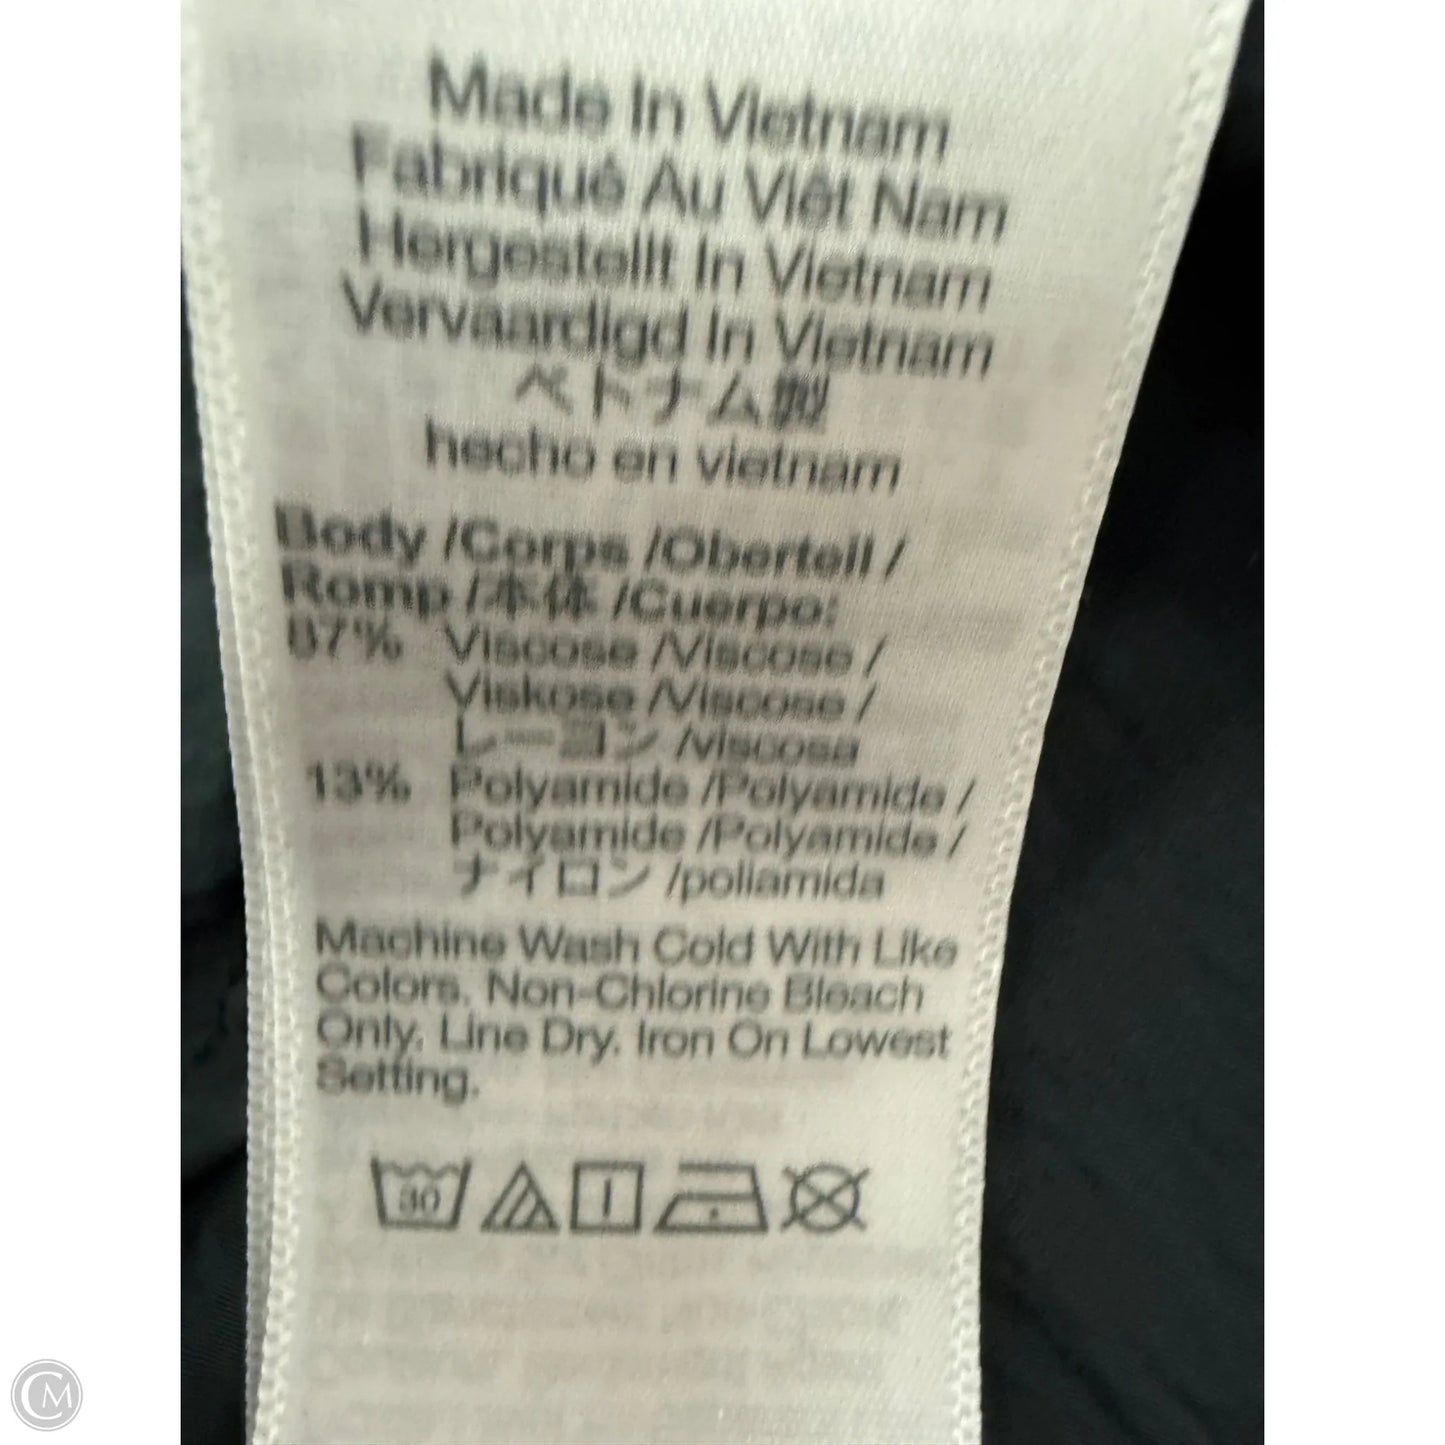 Made In Vietnam
Fabriqué Au Việt Nam
Hergestellt In Vietnam
Vervaardigd In Vietnam
ベトナム製
hecho en vietnam
Body /Corps /Oberteil /
Romp /本体 /Cuerpo:
87% Viscose /Viscose /
Viskose /Viscose /
レーヨン /viscosa
13% Polyamide /Polyamide /
Polyamide /Polyamide /
ナイロン /poliamida
Machine Wash Cold With Like
Colors. Non-Chlorine Bleach
Only. Line Dry. Iron On Lowest
Setting.
30
CM